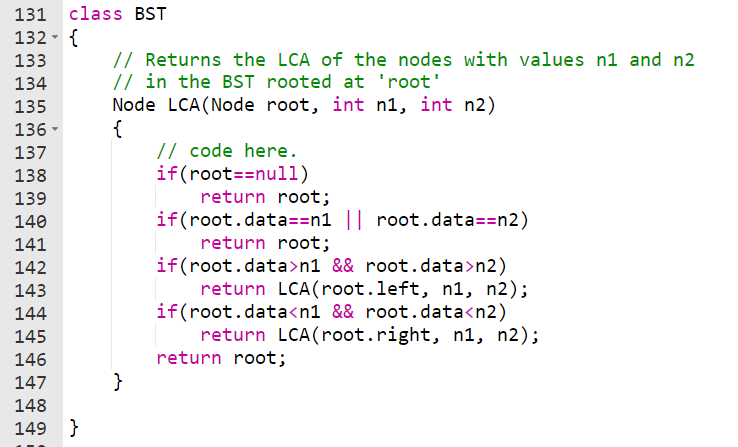 131 class BST
132 {
133 // Returns the LCA of the nodes with values n1 and n2
134 // in the BST rooted at 'root'
135 Node LCA(Node root, int n1, int n2)
136 {
137 // code here.
138 if(root==null)
139 return root;
140 if(root.data==n1 || root.data==n2)
141 return root;
142 if(root.data>n1 && root.data>n2)
143 return LCA(root.left, n1, n2);
144 if(root.data<n1 && root.data<n2)
145 return LCA(root.right, n1, n2);
146 return root;
147 }
148
149 }